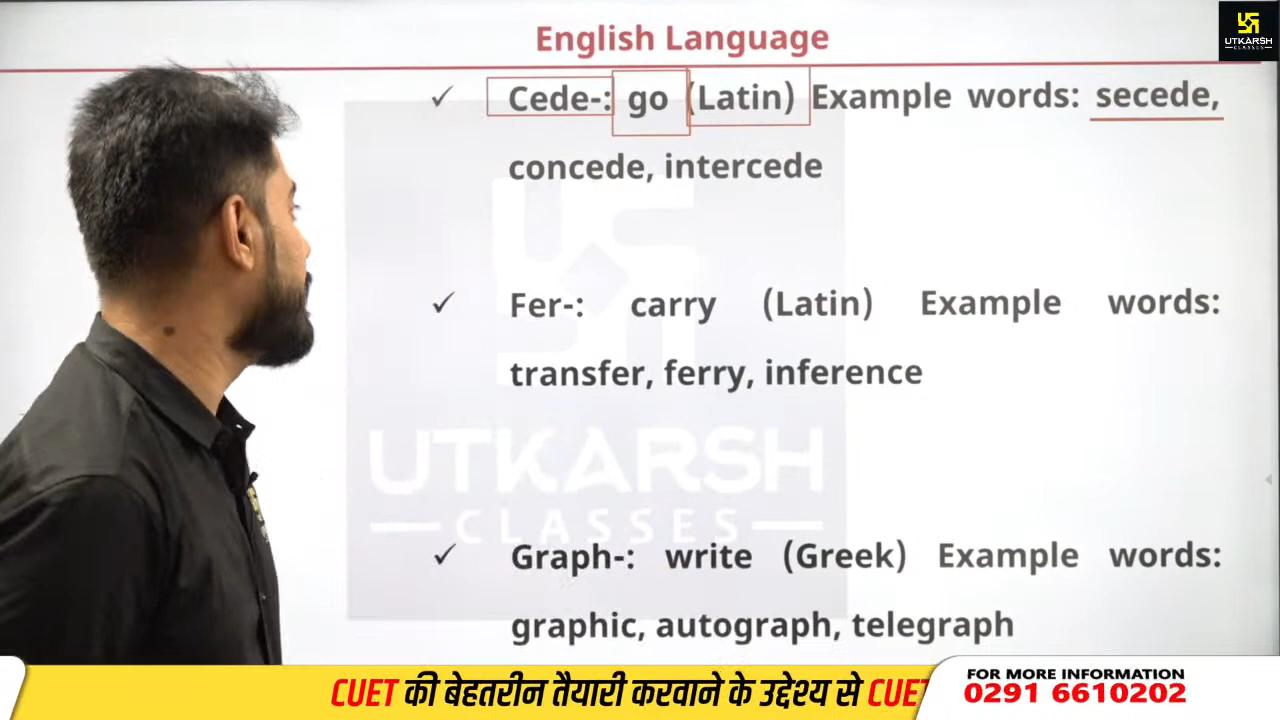 English Language
UTKARSH
CLASSES
✓ Cede-: go (Latin) Example words: secede,
concede, intercede
✓ Fer-: carry (Latin) Example words:
transfer, ferry, inference
UTKARSH
CLASSES
✓ Graph-: write (Greek) Example words:
graphic, autograph, telegraph
CUET की बेहतरीन तैयारी करवाने के उद्देश्य से CUET
FOR MORE INFORMATION
0291 6610202